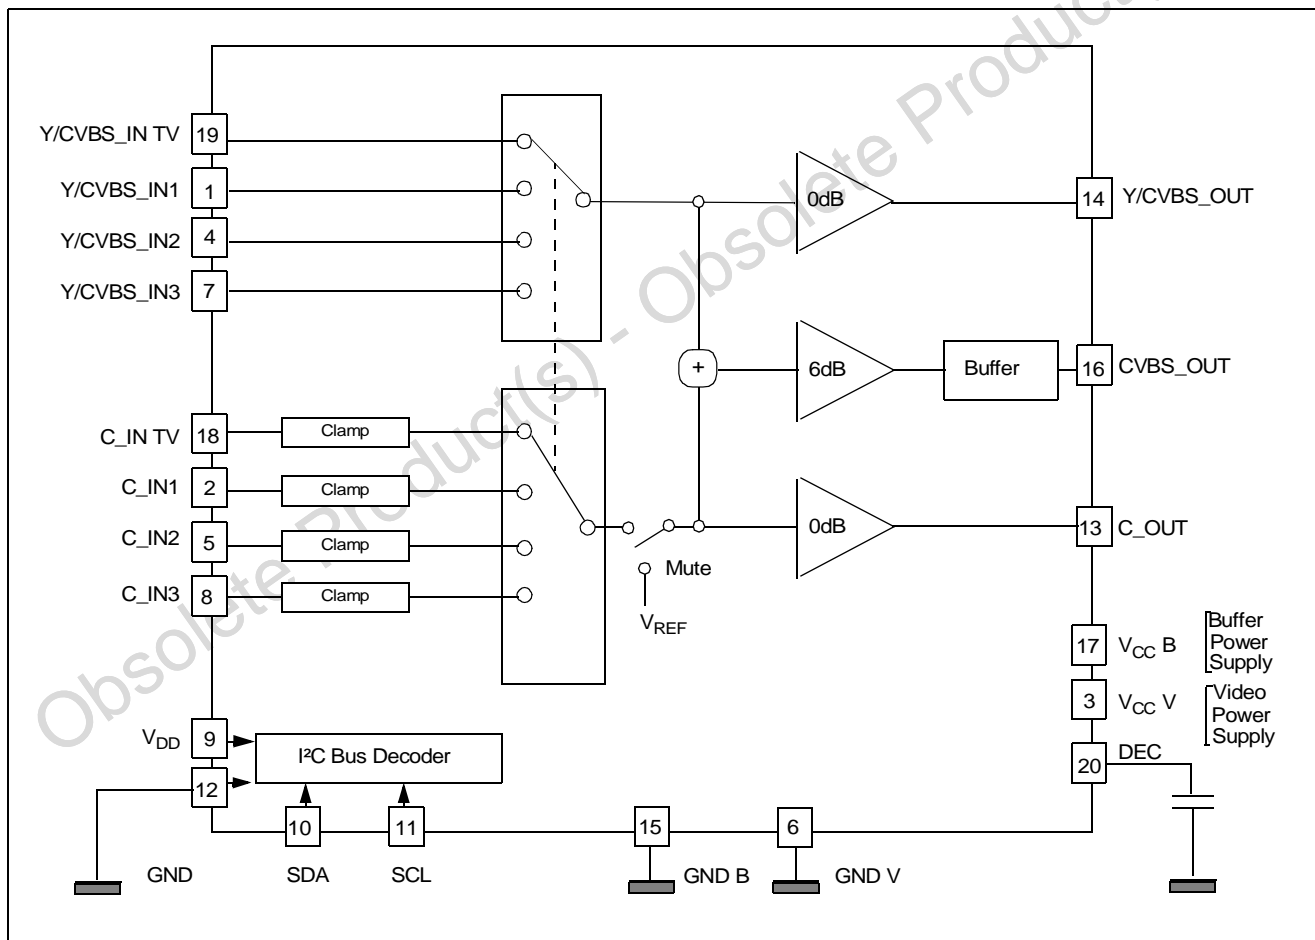 Obsolete Product(s) - Obsolete Product(
Y/CVBS_IN TV
19
Y/CVBS_IN1
1
Y/CVBS_IN2
4
Y/CVBS_IN3
7
0dB
14
Y/CVBS_OUT
+
6dB
Buffer
16
CVBS_OUT
C_IN TV
18
Clamp
C_IN1
2
Clamp
C_IN2
5
Clamp
C_IN3
8
Clamp
Mute
VREF
0dB
13
C_OUT
17
VCC B
Buffer
Power
Supply
3
VCC V
Video
Power
Supply
20
DEC
VDD
9
I²C Bus Decoder
12
10
11
15
6
GND
SDA
SCL
GND B
GND V